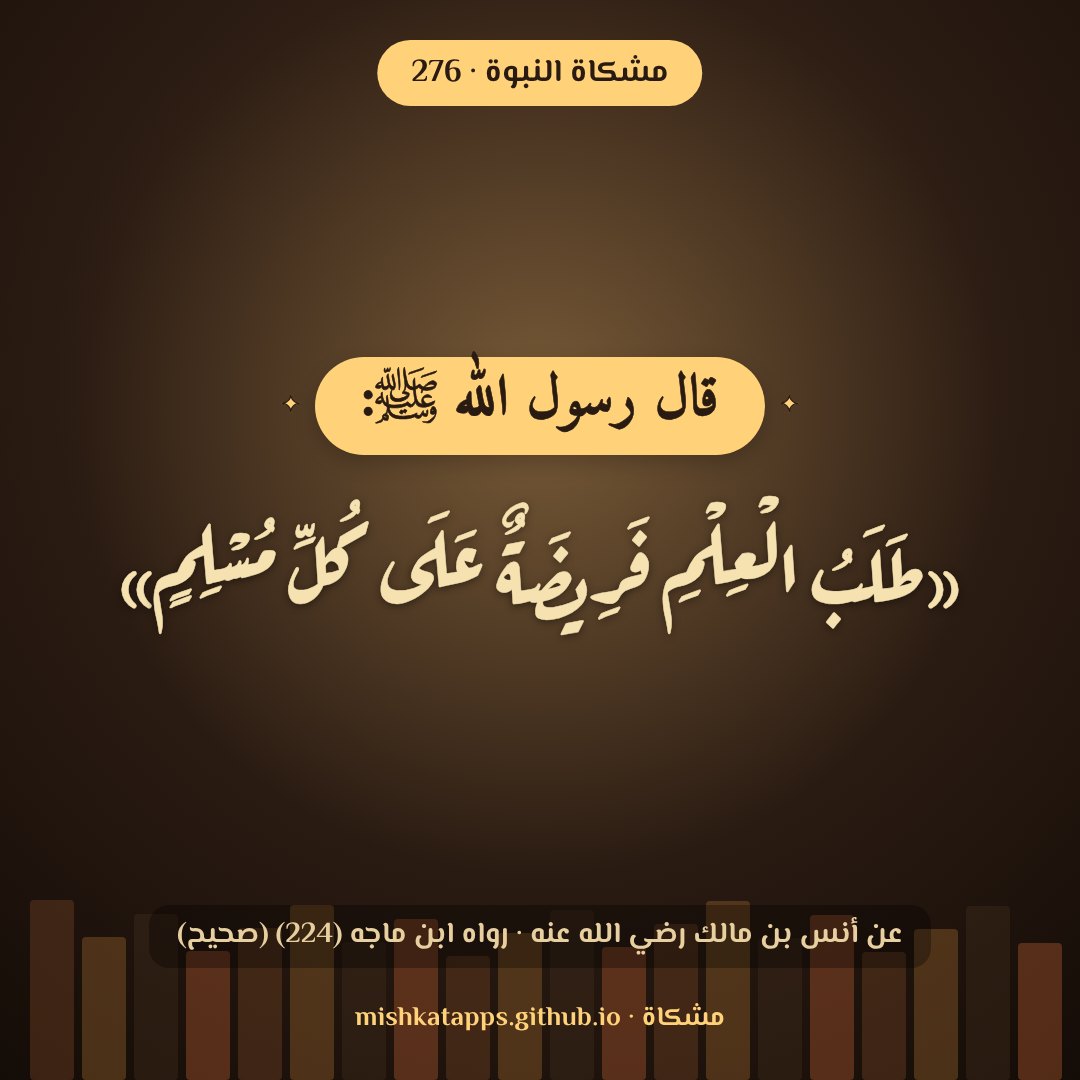 مشكاة النبوة · 276
قال رسول الله ﷺ:
«طَلَبُ الْعِلْمِ فَرِيضَةٌ عَلَى كُلِّ مُسْلِمٍ»
عن أنس بن مالك رضي الله عنه · رواه ابن ماجه (224) (صحيح)
مشكاة · mishkatapps.github.io